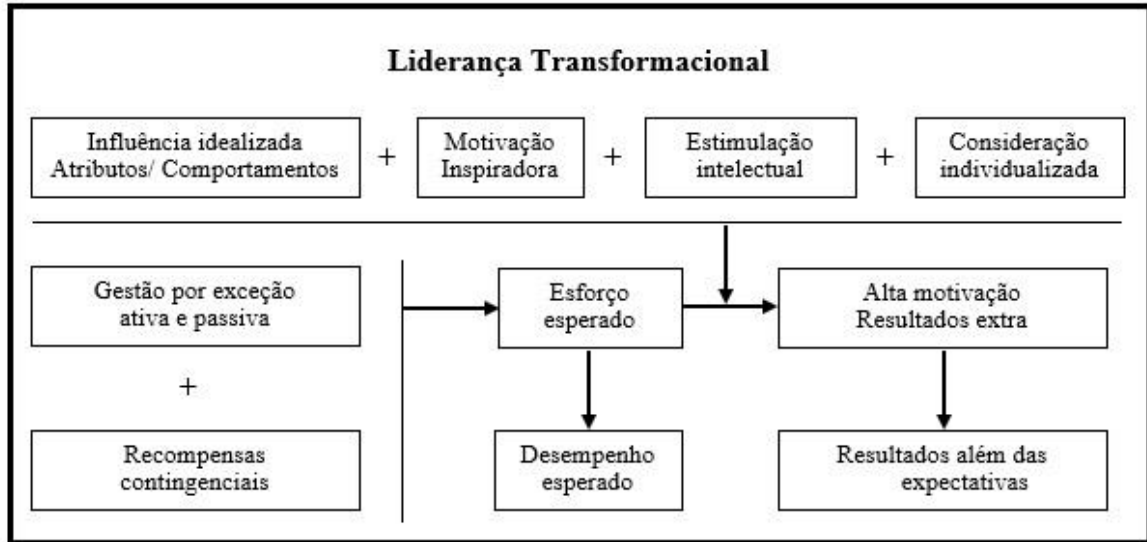 Liderança Transformacional
Influência idealizada
Atributos/ Comportamentos
+
Motivação
Inspiradora
+
Estimulação
intelectual
+
Consideração
individualizada
Gestão por exceção
ativa e passiva
+
Recompensas
contingenciais
Esforço
esperado
Alta motivação
Resultados extra
Desempenho
esperado
Resultados além das
expectativas